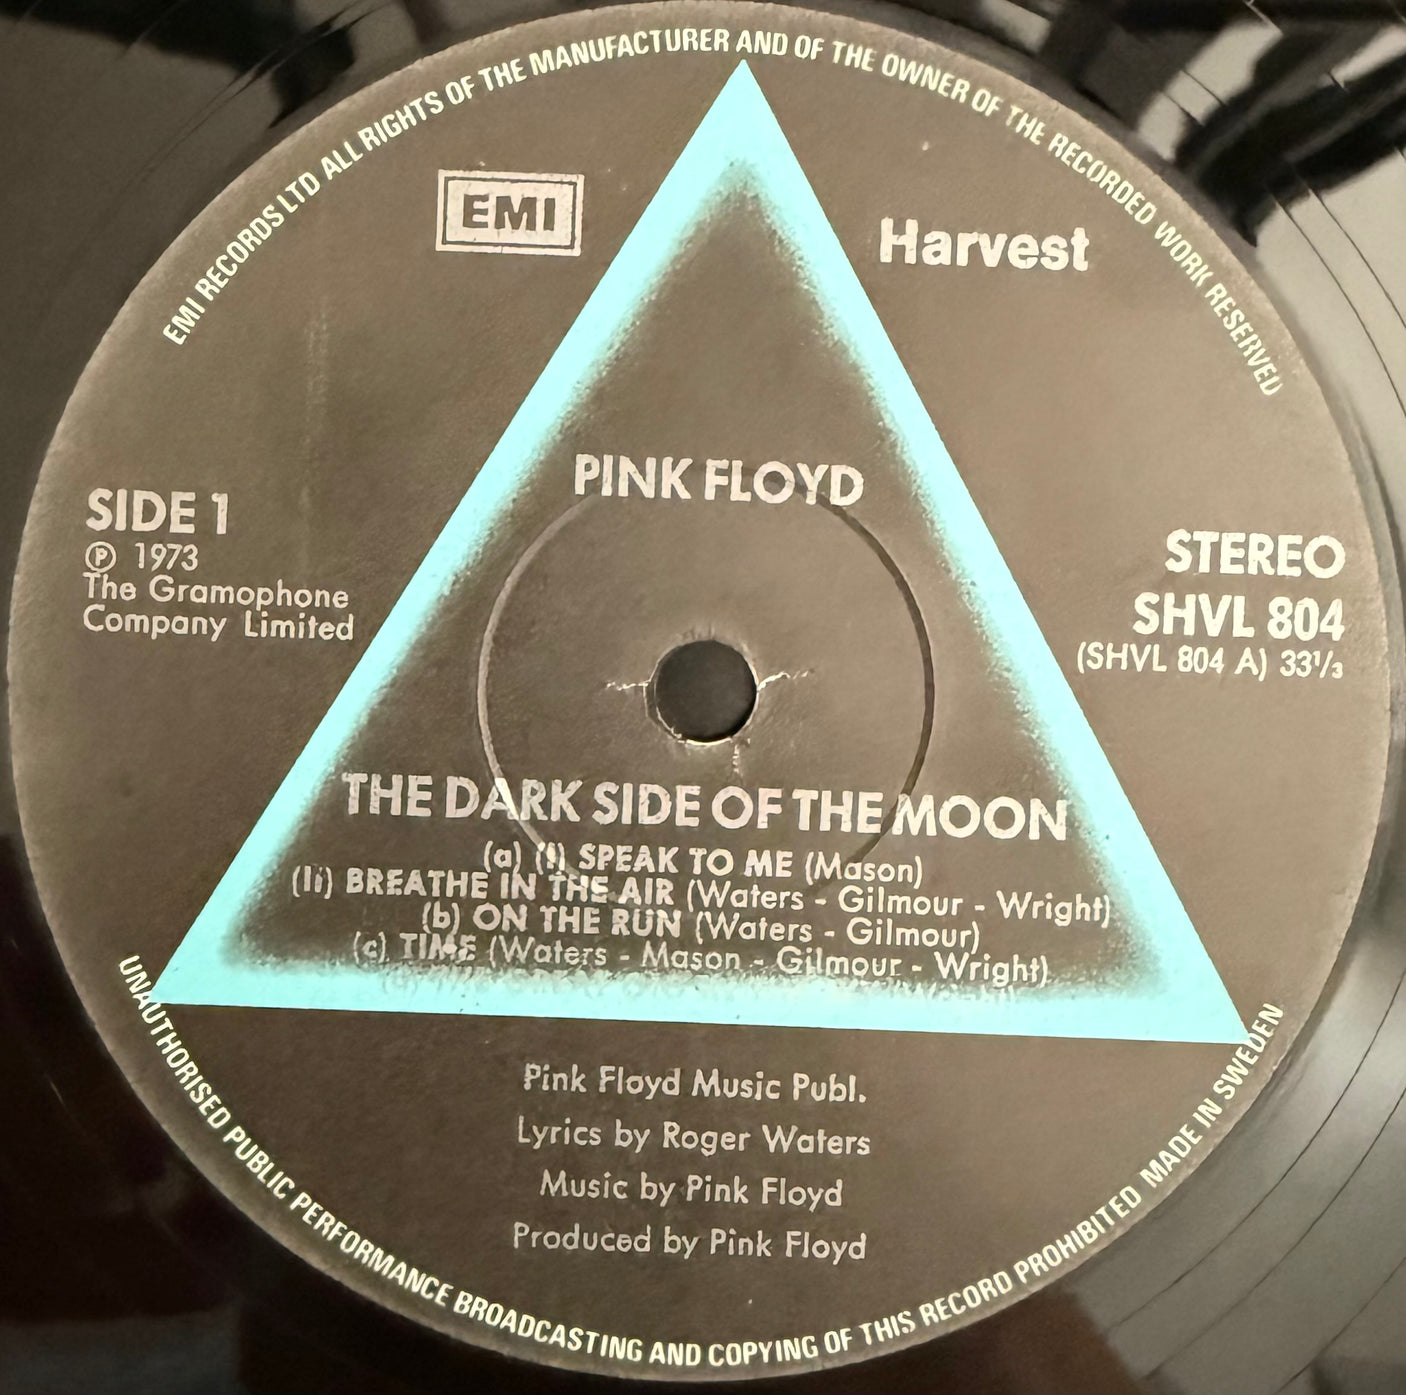 EMI RECORDS LTD ALL RIGHTS OF THE MANUFACTURER AND OF THE OWNER OF THE RECORDED WORK RESERVED
EMI
Harvest
PINK FLOYD
SIDE 1
Ⓟ 1973
The Gramophone
Company Limited
STEREO
SHVL 804
(SHVL 804 A) 33⅓
THE DARK SIDE OF THE MOON
(a) (i) SPEAK TO ME (Mason)
(ii) BREATHE IN THE AIR (Waters - Gilmour - Wright)
(b) ON THE RUN (Waters - Gilmour)
(c) TIME (Waters - Mason - Gilmour - Wright)
(Wright)
Pink Floyd Music Publ.
Lyrics by Roger Waters
Music by Pink Floyd
Produced by Pink Floyd
UNAUTHORISED PUBLIC PERFORMANCE BROADCASTING AND COPYING OF THIS RECORD PROHIBITED MADE IN SWEDEN